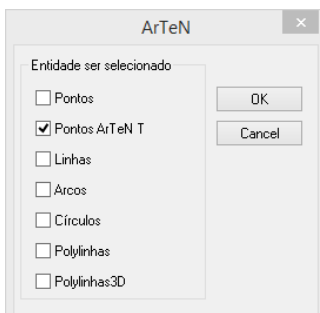 ArTeN
Entidade ser selecionado
Pontos
OK
Pontos ArTeN T
Cancel
Linhas
Arcos
Círculos
Polylinhas
Polylinhas3D